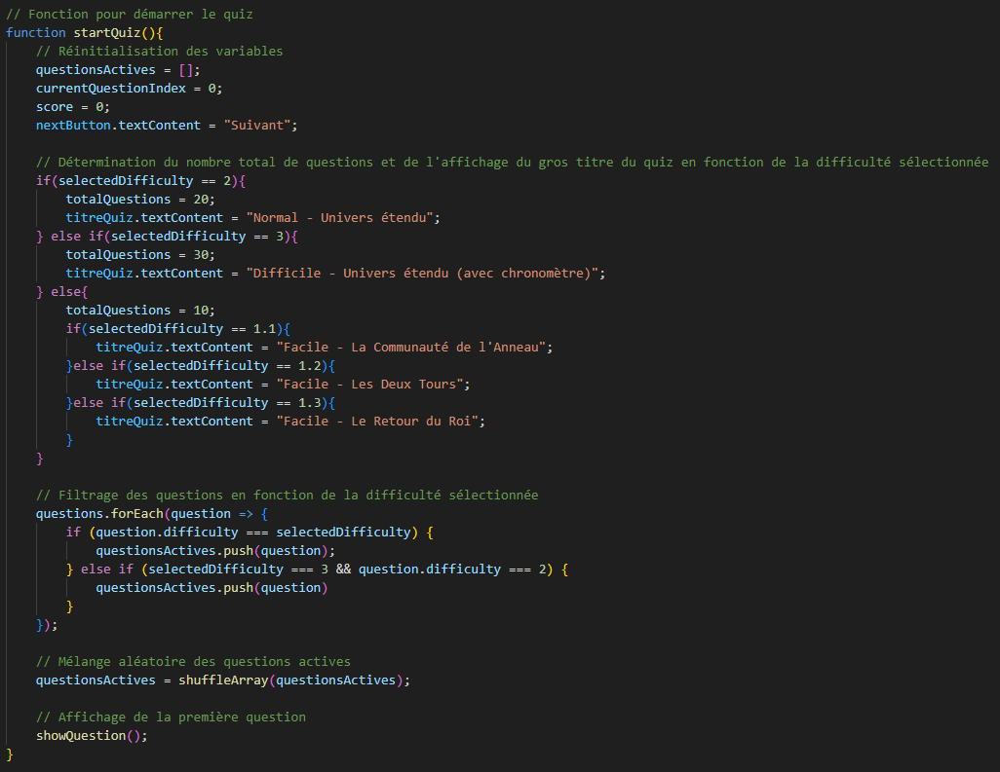 // Fonction pour démarrer le quiz
function startQuiz(){
    // Réinitialisation des variables
    questionsActives = [];
    currentQuestionIndex = 0;
    score = 0;
    nextButton.textContent = "Suivant";

    // Détermination du nombre total de questions et de l'affichage du gros titre du quiz en fonction de la difficulté sélectionnée
    if(selectedDifficulty == 2){
        totalQuestions = 20;
        titreQuiz.textContent = "Normal - Univers étendu";
    } else if(selectedDifficulty == 3){
        totalQuestions = 30;
        titreQuiz.textContent = "Difficile - Univers étendu (avec chronomètre)";
    } else{
        totalQuestions = 10;
        if(selectedDifficulty == 1.1){
            titreQuiz.textContent = "Facile - La Communauté de l'Anneau";
        }else if(selectedDifficulty == 1.2){
            titreQuiz.textContent = "Facile - Les Deux Tours";
        }else if(selectedDifficulty == 1.3){
            titreQuiz.textContent = "Facile - Le Retour du Roi";
        }
    }

    // Filtrage des questions en fonction de la difficulté sélectionnée
    questions.forEach(question => {
        if (question.difficulty === selectedDifficulty) {
            questionsActives.push(question);
        } else if (selectedDifficulty === 3 && question.difficulty === 2) {
            questionsActives.push(question)
        }
    });

    // Mélange aléatoire des questions actives
    questionsActives = shuffleArray(questionsActives);

    // Affichage de la première question
    showQuestion();
}